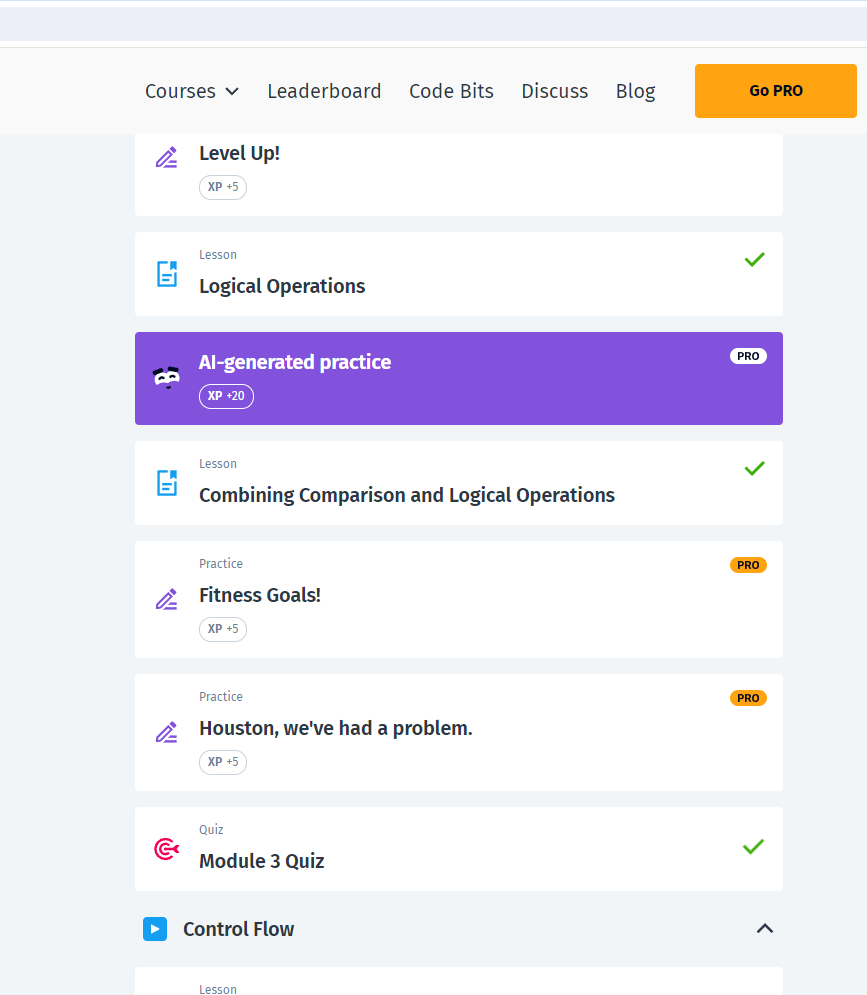 Courses Leaderboard Code Bits Discuss Blog Go PRO
Level Up!
XP +5
Lesson
Logical Operations
AI-generated practice PRO
XP +20
Lesson
Combining Comparison and Logical Operations
Practice PRO
Fitness Goals!
XP +5
Practice PRO
Houston, we've had a problem.
XP +5
Quiz
Module 3 Quiz
Control Flow
Lesson